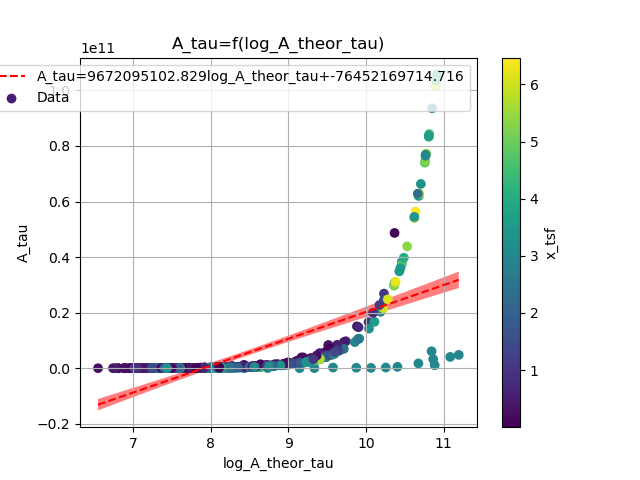 A_tau=f(log_A_theor_tau)
1e11
A_tau=9672095102.829log_A_theor_tau+-76452169714.716
Data
1.0
0.8
0.6
0.4
0.2
0.0
−0.2
A_tau
7 8 9 10 11
log_A_theor_tau
6
5
4
3
2
1
x_tsf